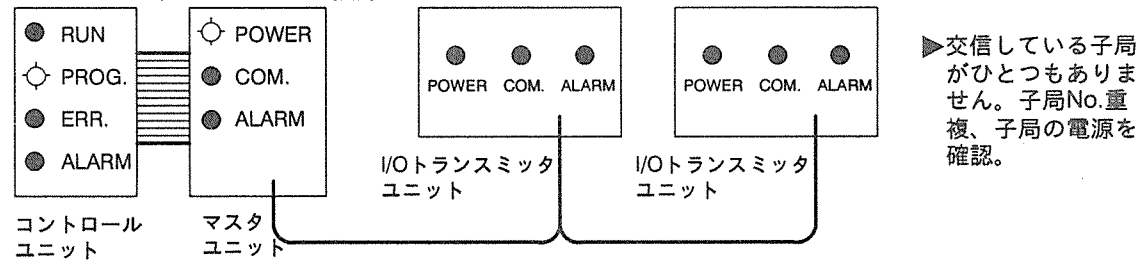 RUN
PROG.
ERR.
ALARM
コントロール
ユニット
POWER
COM.
ALARM
マスタ
ユニット
POWER COM. ALARM
I/Oトランスミッタ
ユニット
POWER COM. ALARM
I/Oトランスミッタ
ユニット
▶交信している子局
がひとつもありま
せん。子局No.重
複、子局の電源を
確認。